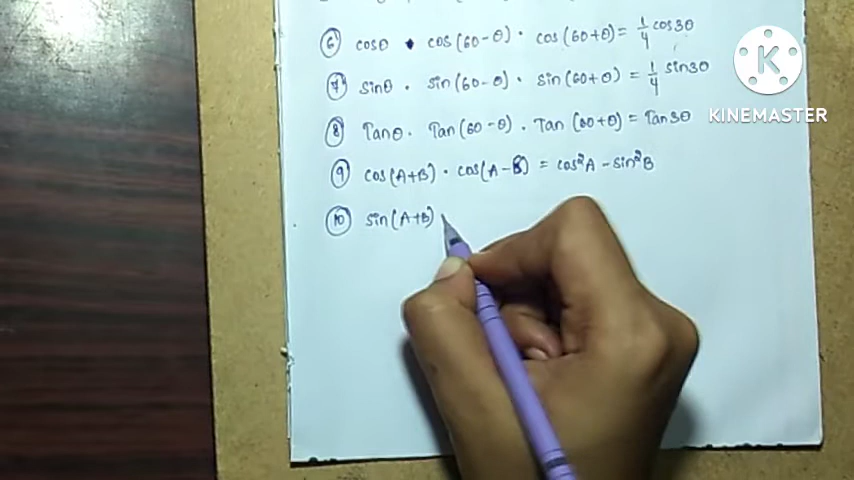 ⑥ cosθ · cos(60-θ) · cos(60+θ) = 1/4 cos3θ
⑦ sinθ · sin(60-θ) · sin(60+θ) = 1/4 sin3θ
⑧ Tanθ · Tan(60-θ) · Tan(60+θ) = Tan3θ
⑨ cos(A+B) · cos(A-B) = cos²A - sin²B
⑩ sin(A+B)
KINEMASTER